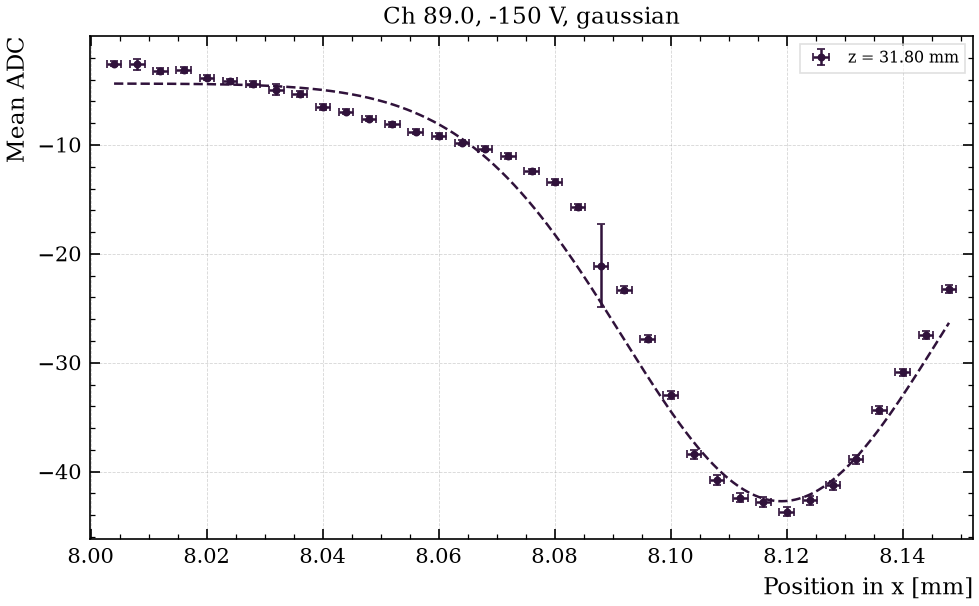 Ch 89.0, -150 V, gaussian
Mean ADC
z = 31.80 mm
−10
−20
−30
−40
8.00 8.02 8.04 8.06 8.08 8.10 8.12 8.14
Position in x [mm]